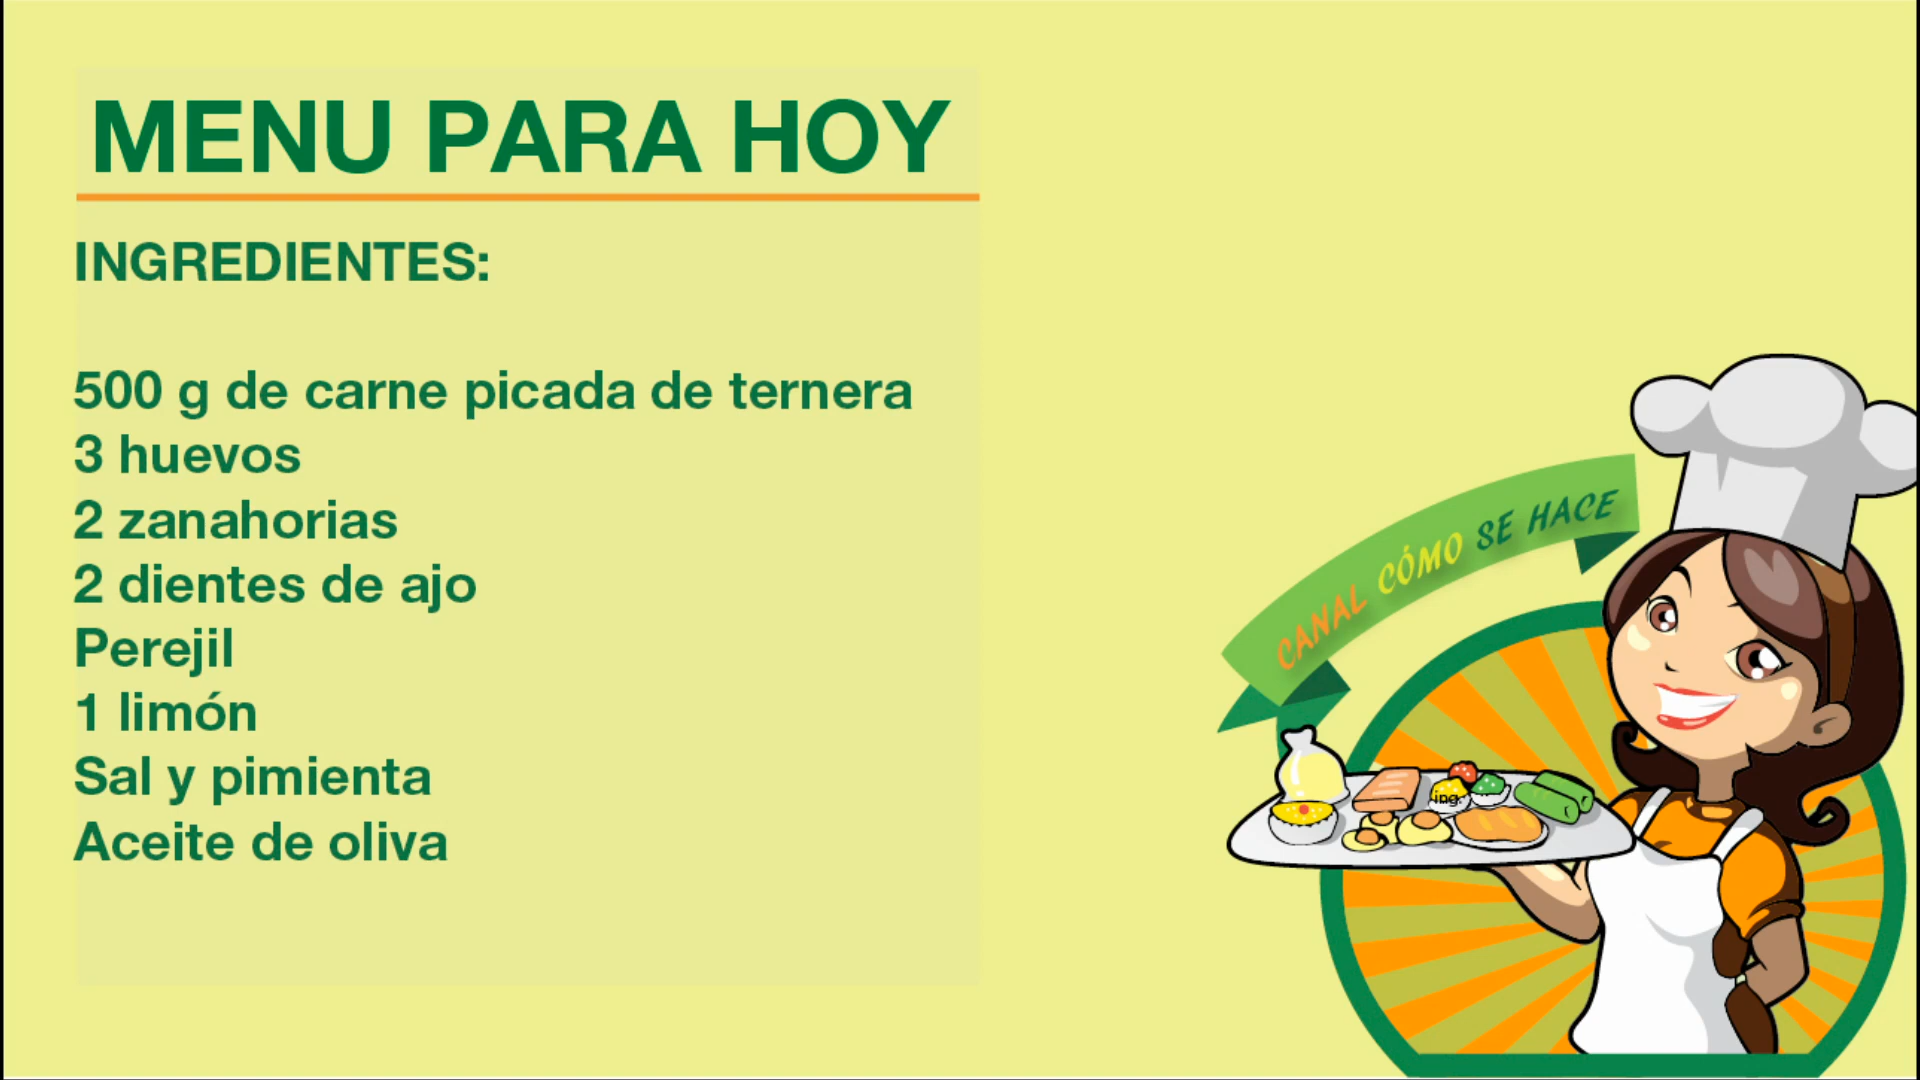 MENU PARA HOY
INGREDIENTES:
500 g de carne picada de ternera
3 huevos
2 zanahorias
2 dientes de ajo
Perejil
1 limón
Sal y pimienta
Aceite de oliva
CANAL CÓMO SE HACE
ing.